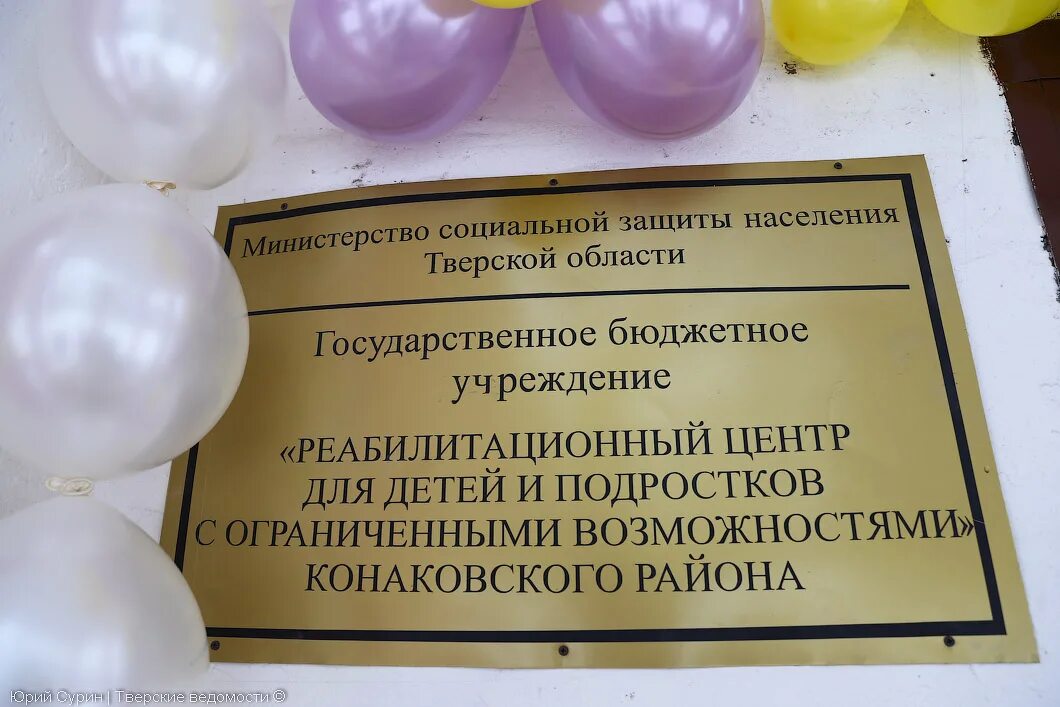 Министерство социальной защиты населения
Тверской области
Государственное бюджетное
учреждение
«РЕАБИЛИТАЦИОННЫЙ ЦЕНТР
ДЛЯ ДЕТЕЙ И ПОДРОСТКОВ
С ОГРАНИЧЕННЫМИ ВОЗМОЖНОСТЯМИ»
КОНАКОВСКОГО РАЙОНА
Юрий Сурин | Тверские ведомости ©